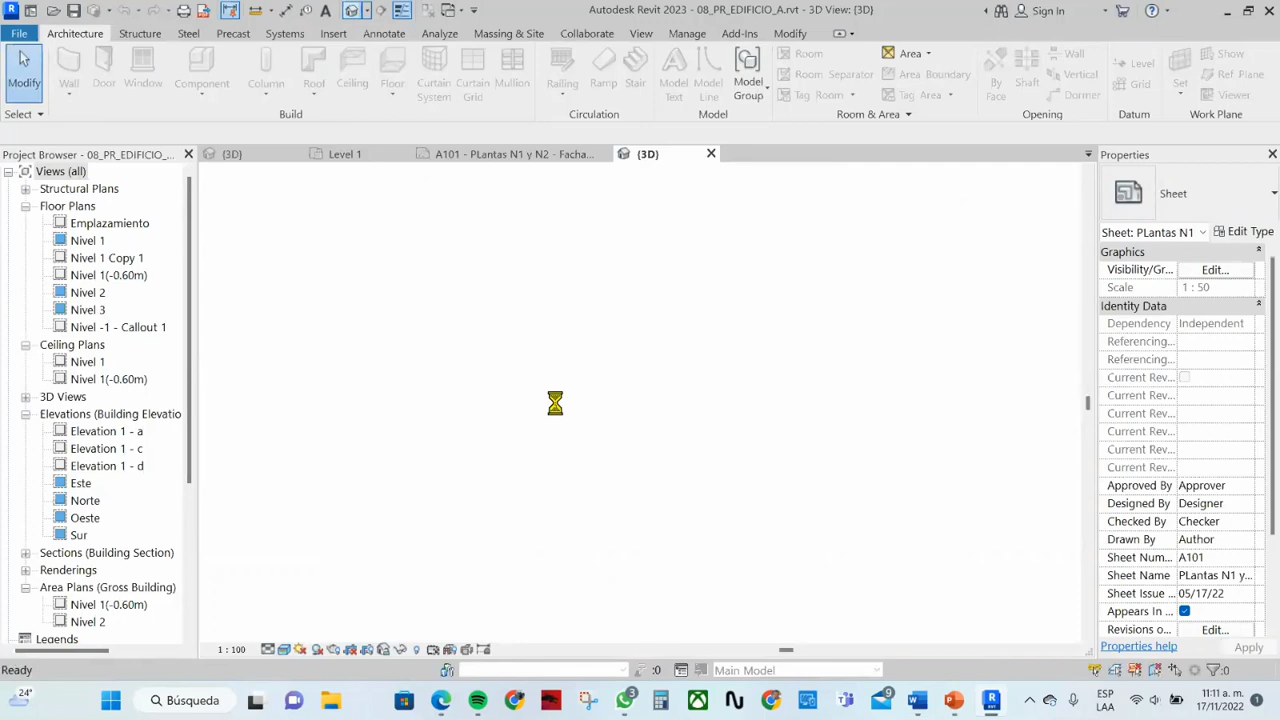 Autodesk Revit 2023 - 08_PR_EDIFICIO_A.rvt - 3D View: {3D}
Sign In
File Architecture Structure Steel Precast Systems Insert Annotate Analyze Massing & Site Collaborate View Manage Add-Ins Modify
Modify
Wall
Door
Window
Component
Column
Roof
Ceiling
Floor
Curtain System
Curtain Grid
Mullion
Railing
Ramp
Stair
Model Text
Model Line
Model Group
Room
Room Separator
Tag Room
Area
Area Boundary
Tag Area
By Face
Shaft
Wall
Vertical
Dormer
Level
Grid
Set
Show
Ref Plane
Viewer
Select
Build
Circulation
Model
Room & Area
Opening
Datum
Work Plane
Project Browser - 08_PR_EDIFICIO_...
{3D}
Level 1
A101 - PLantas N1 y N2 - Facha...
{3D}
Properties
Views (all)
Structural Plans
Floor Plans
Emplazamiento
Nivel 1
Nivel 1 Copy 1
Nivel 1(-0.60m)
Nivel 2
Nivel 3
Nivel -1 - Callout 1
Ceiling Plans
Nivel 1
Nivel 1(-0.60m)
3D Views
Elevations (Building Elevatio
Elevation 1 - a
Elevation 1 - c
Elevation 1 - d
Este
Norte
Oeste
Sur
Sections (Building Section)
Renderings
Area Plans (Gross Building)
Nivel 1(-0.60m)
Nivel 2
Legends
Sheet
Sheet: PLantas N1
Edit Type
Graphics
Visibility/Gr... Edit...
Scale 1 : 50
Identity Data
Dependency Independent
Referencing...
Referencing...
Current Rev...
Current Rev...
Current Rev...
Current Rev...
Current Rev...
Current Rev...
Approved By Approver
Designed By Designer
Checked By Checker
Drawn By Author
Sheet Num... A101
Sheet Name PLantas N1 y...
Sheet Issue ... 05/17/22
Appears In ...
Revisions o... Edit...
Properties help
Apply
1 : 100
Ready
:0
Main Model
:0
24°
Búsqueda
3
9
ESP
LAA
11:11 a. m.
17/11/2022
1